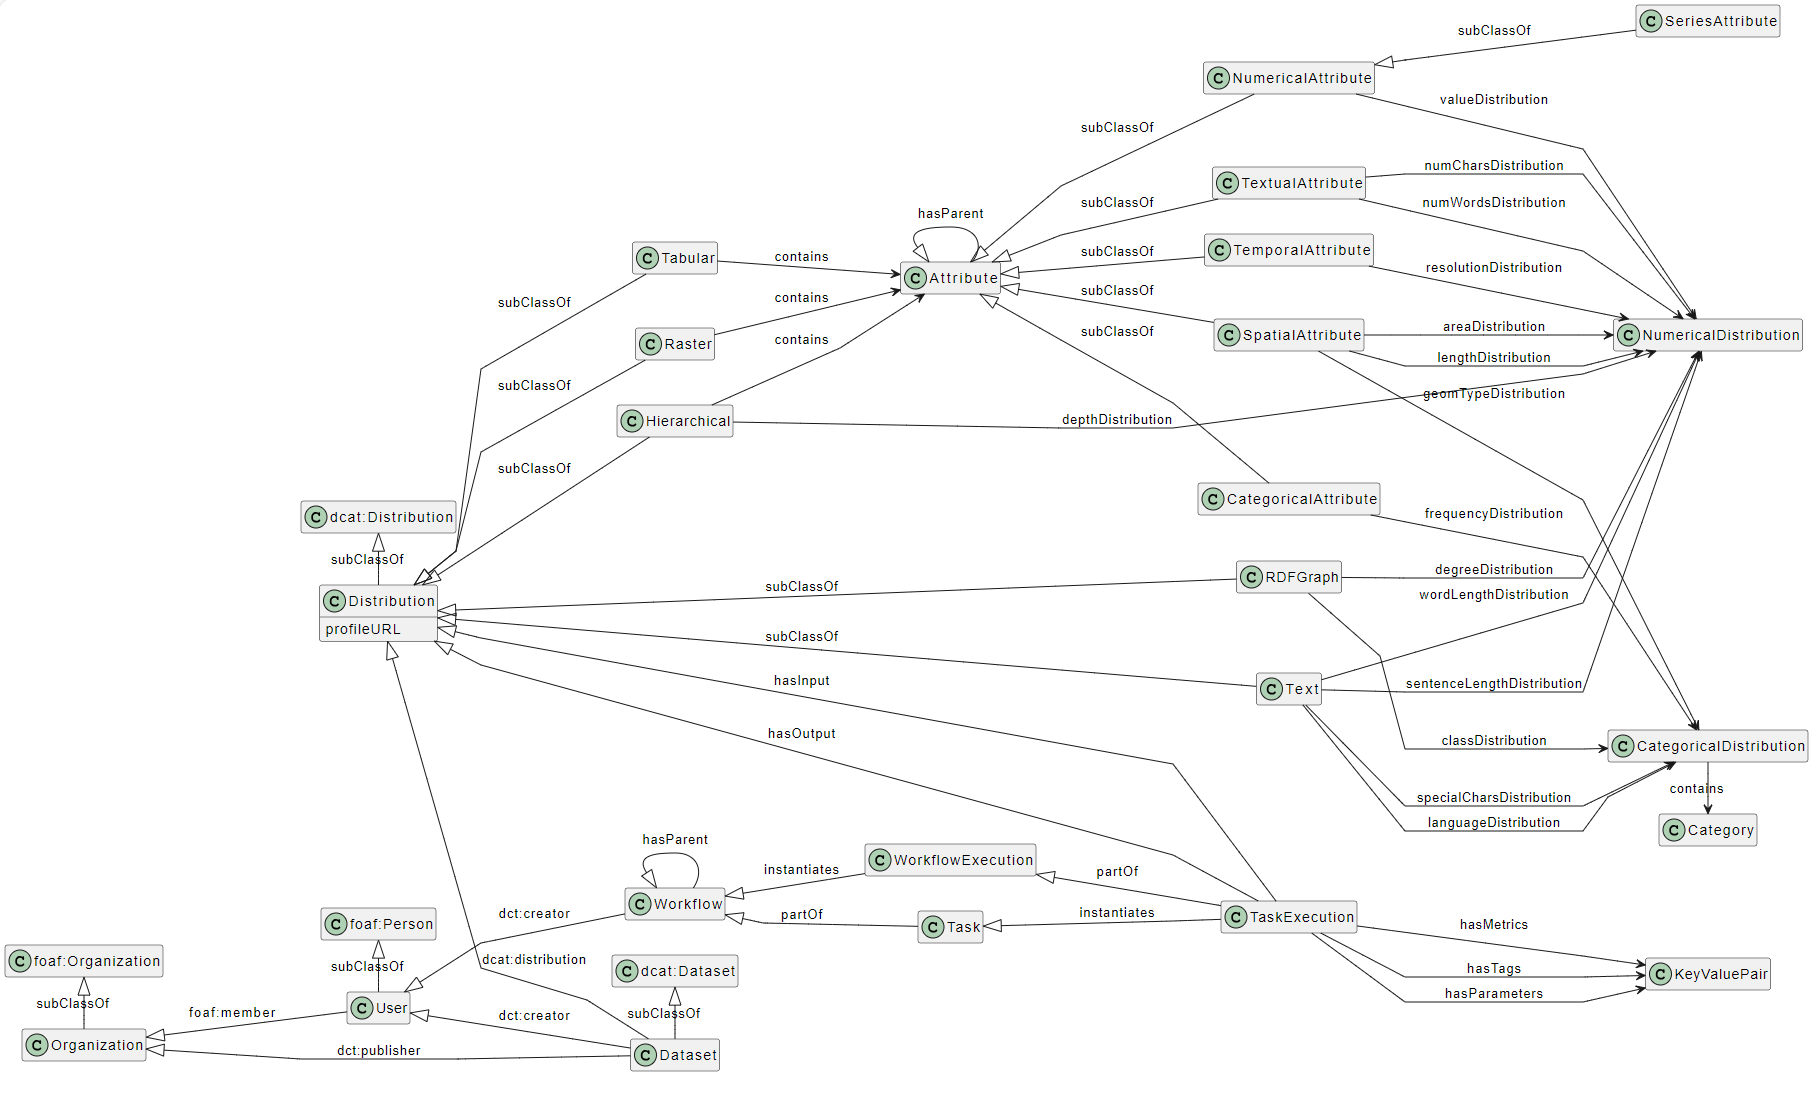 C SeriesAttribute
subClassOf
C NumericalAttribute
valueDistribution
subClassOf
numCharsDistribution
C TextualAttribute
subClassOf
numWordsDistribution
hasParent
C Tabular
contains
subClassOf
C TemporalAttribute
resolutionDistribution
C Attribute
subClassOf
subClassOf
contains
areaDistribution
C SpatialAttribute
C NumericalDistribution
subClassOf
C Raster
contains
lengthDistribution
subClassOf
geomTypeDistribution
C Hierarchical
depthDistribution
subClassOf
C CategoricalAttribute
frequencyDistribution
C dcat:Distribution
subClassOf
degreeDistribution
C RDFGraph
subClassOf
wordLengthDistribution
C Distribution
profileURL
subClassOf
hasInput
C Text
sentenceLengthDistribution
hasOutput
classDistribution
C CategoricalDistribution
contains
specialCharsDistribution
languageDistribution
C Category
hasParent
C WorkflowExecution
instantiates
partOf
C Workflow
dct:creator
partOf
instantiates
C TaskExecution
C foaf:Person
C Task
hasMetrics
C foaf:Organization
subClassOf
dcat:distribution
C dcat:Dataset
hasTags
C KeyValuePair
hasParameters
subClassOf
foaf:member
C User
dct:creator
subClassOf
C Organization
dct:publisher
C Dataset